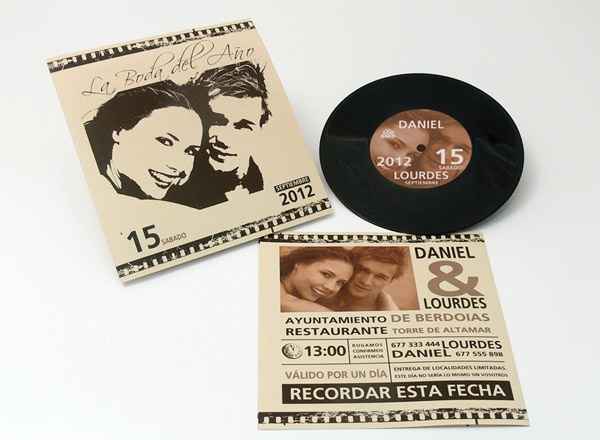 La Boda del Año
SEPTIEMBRE
2012
15 SABADO
DANIEL
2012
15
SABADO
LOURDES
SEPTIEMBRE
DANIEL
&
LOURDES
AYUNTAMIENTO DE BERDOIAS
RESTAURANTE TORRE DE ALTAMAR
13:00
ROGAMOS
CONFIRMEN
ASISTENCIA
677 333 444 LOURDES
DANIEL 677 555 898
VÁLIDO POR UN DÍA
ENTREGA DE LOCALIDADES LIMITADAS.
ESTE DÍA NO SERÍA LO MISMO SIN VOSOTROS
RECORDAR ESTA FECHA